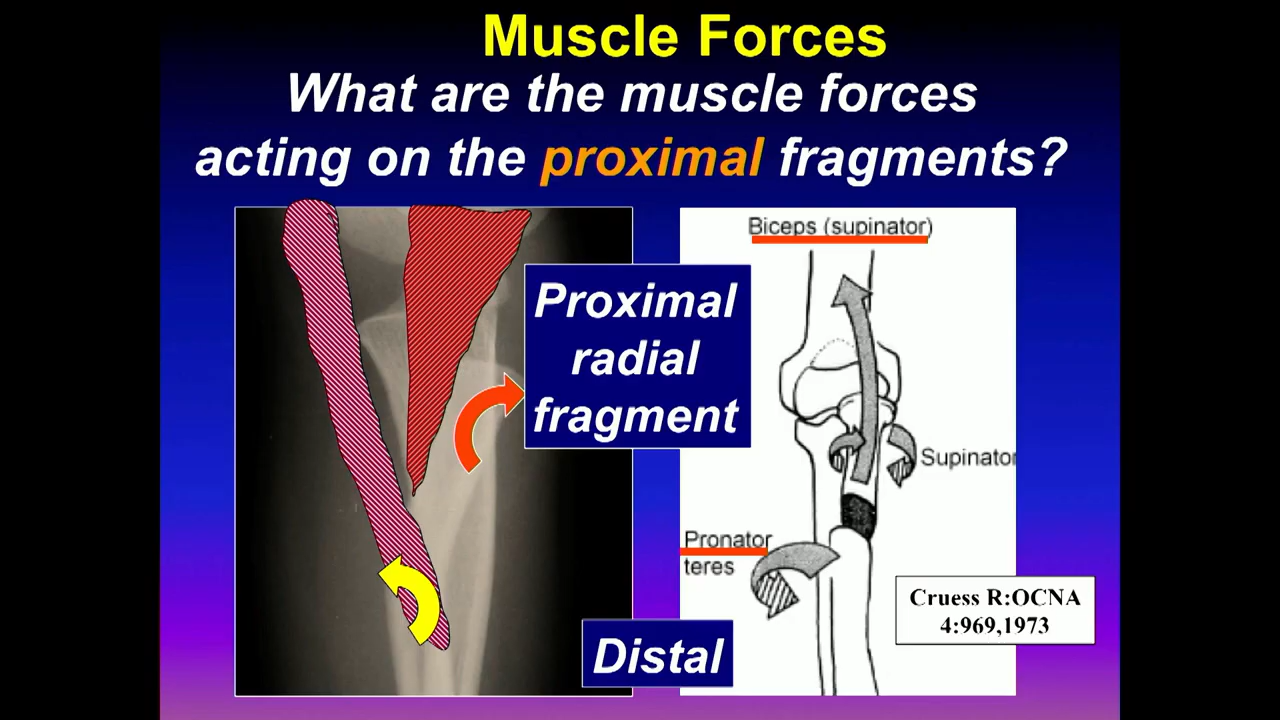 Muscle Forces
What are the muscle forces
acting on the proximal fragments?
Proximal
radial
fragment
Distal
Biceps (supinator)
Supinator
Pronator
teres
Cruess R:OCNA
4:969,1973